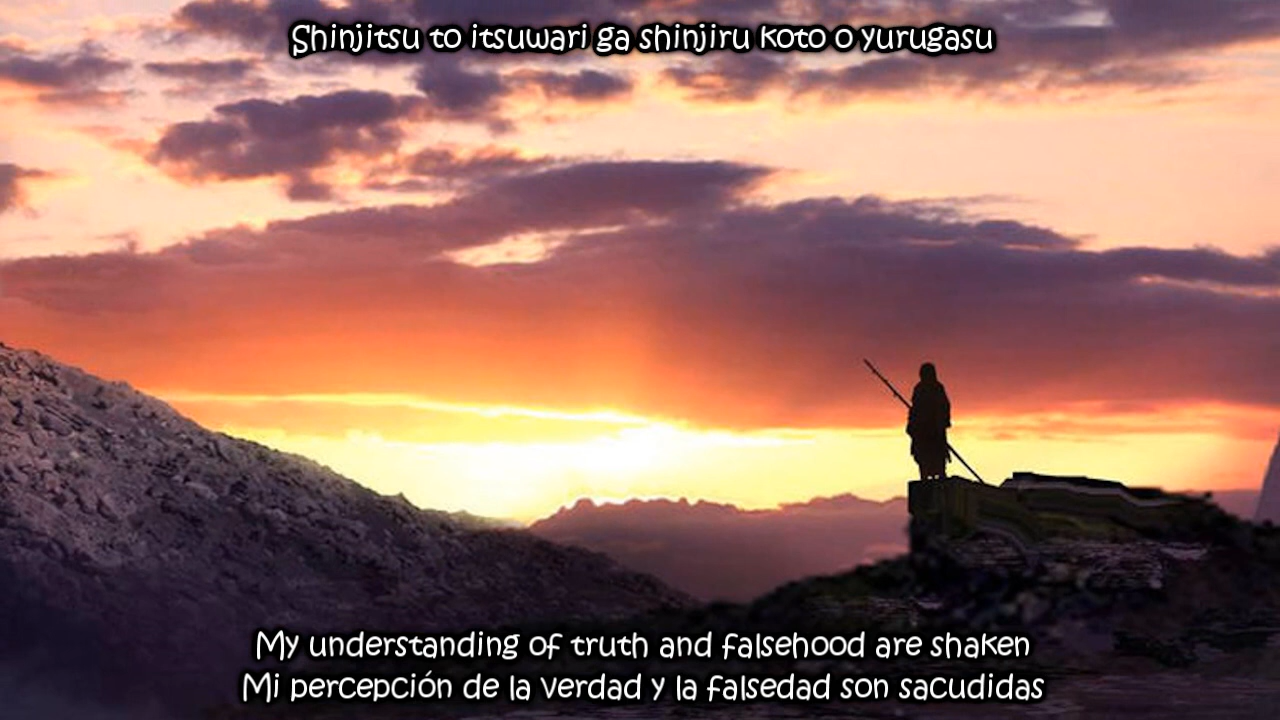 Shinjitsu to itsuwari ga shinjiru koto o yurugasu
My understanding of truth and falsehood are shaken
Mi percepción de la verdad y la falsedad son sacudidas